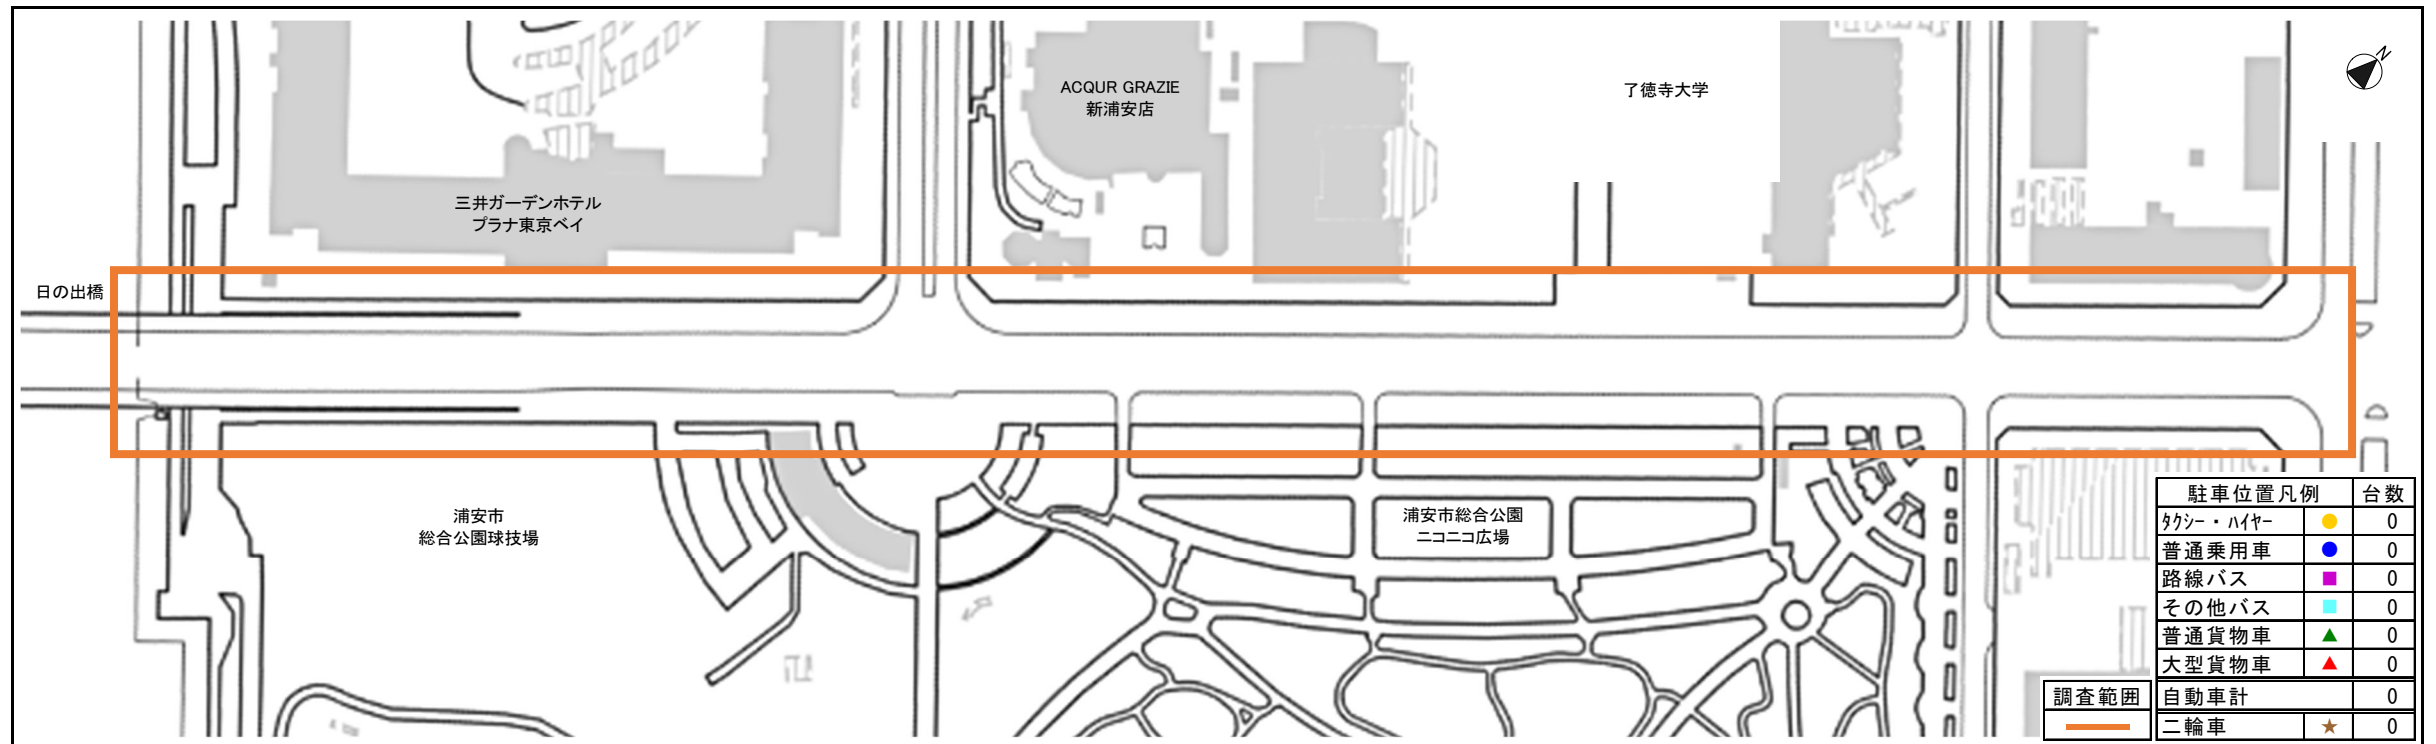 N
ACQUR GRAZIE
新浦安店
了徳寺大学
三井ガーデンホテル
プラナ東京ベイ
日の出橋
浦安市
総合公園球技場
浦安市総合公園
ニコニコ広場
駐車位置凡例 台数
ﾀｸｼｰ・ﾊｲﾔｰ ● 0
普通乗用車 ● 0
路線バス ■ 0
その他バス ■ 0
普通貨物車 ▲ 0
大型貨物車 ▲ 0
自動車計 0
二輪車 ★ 0
調査範囲